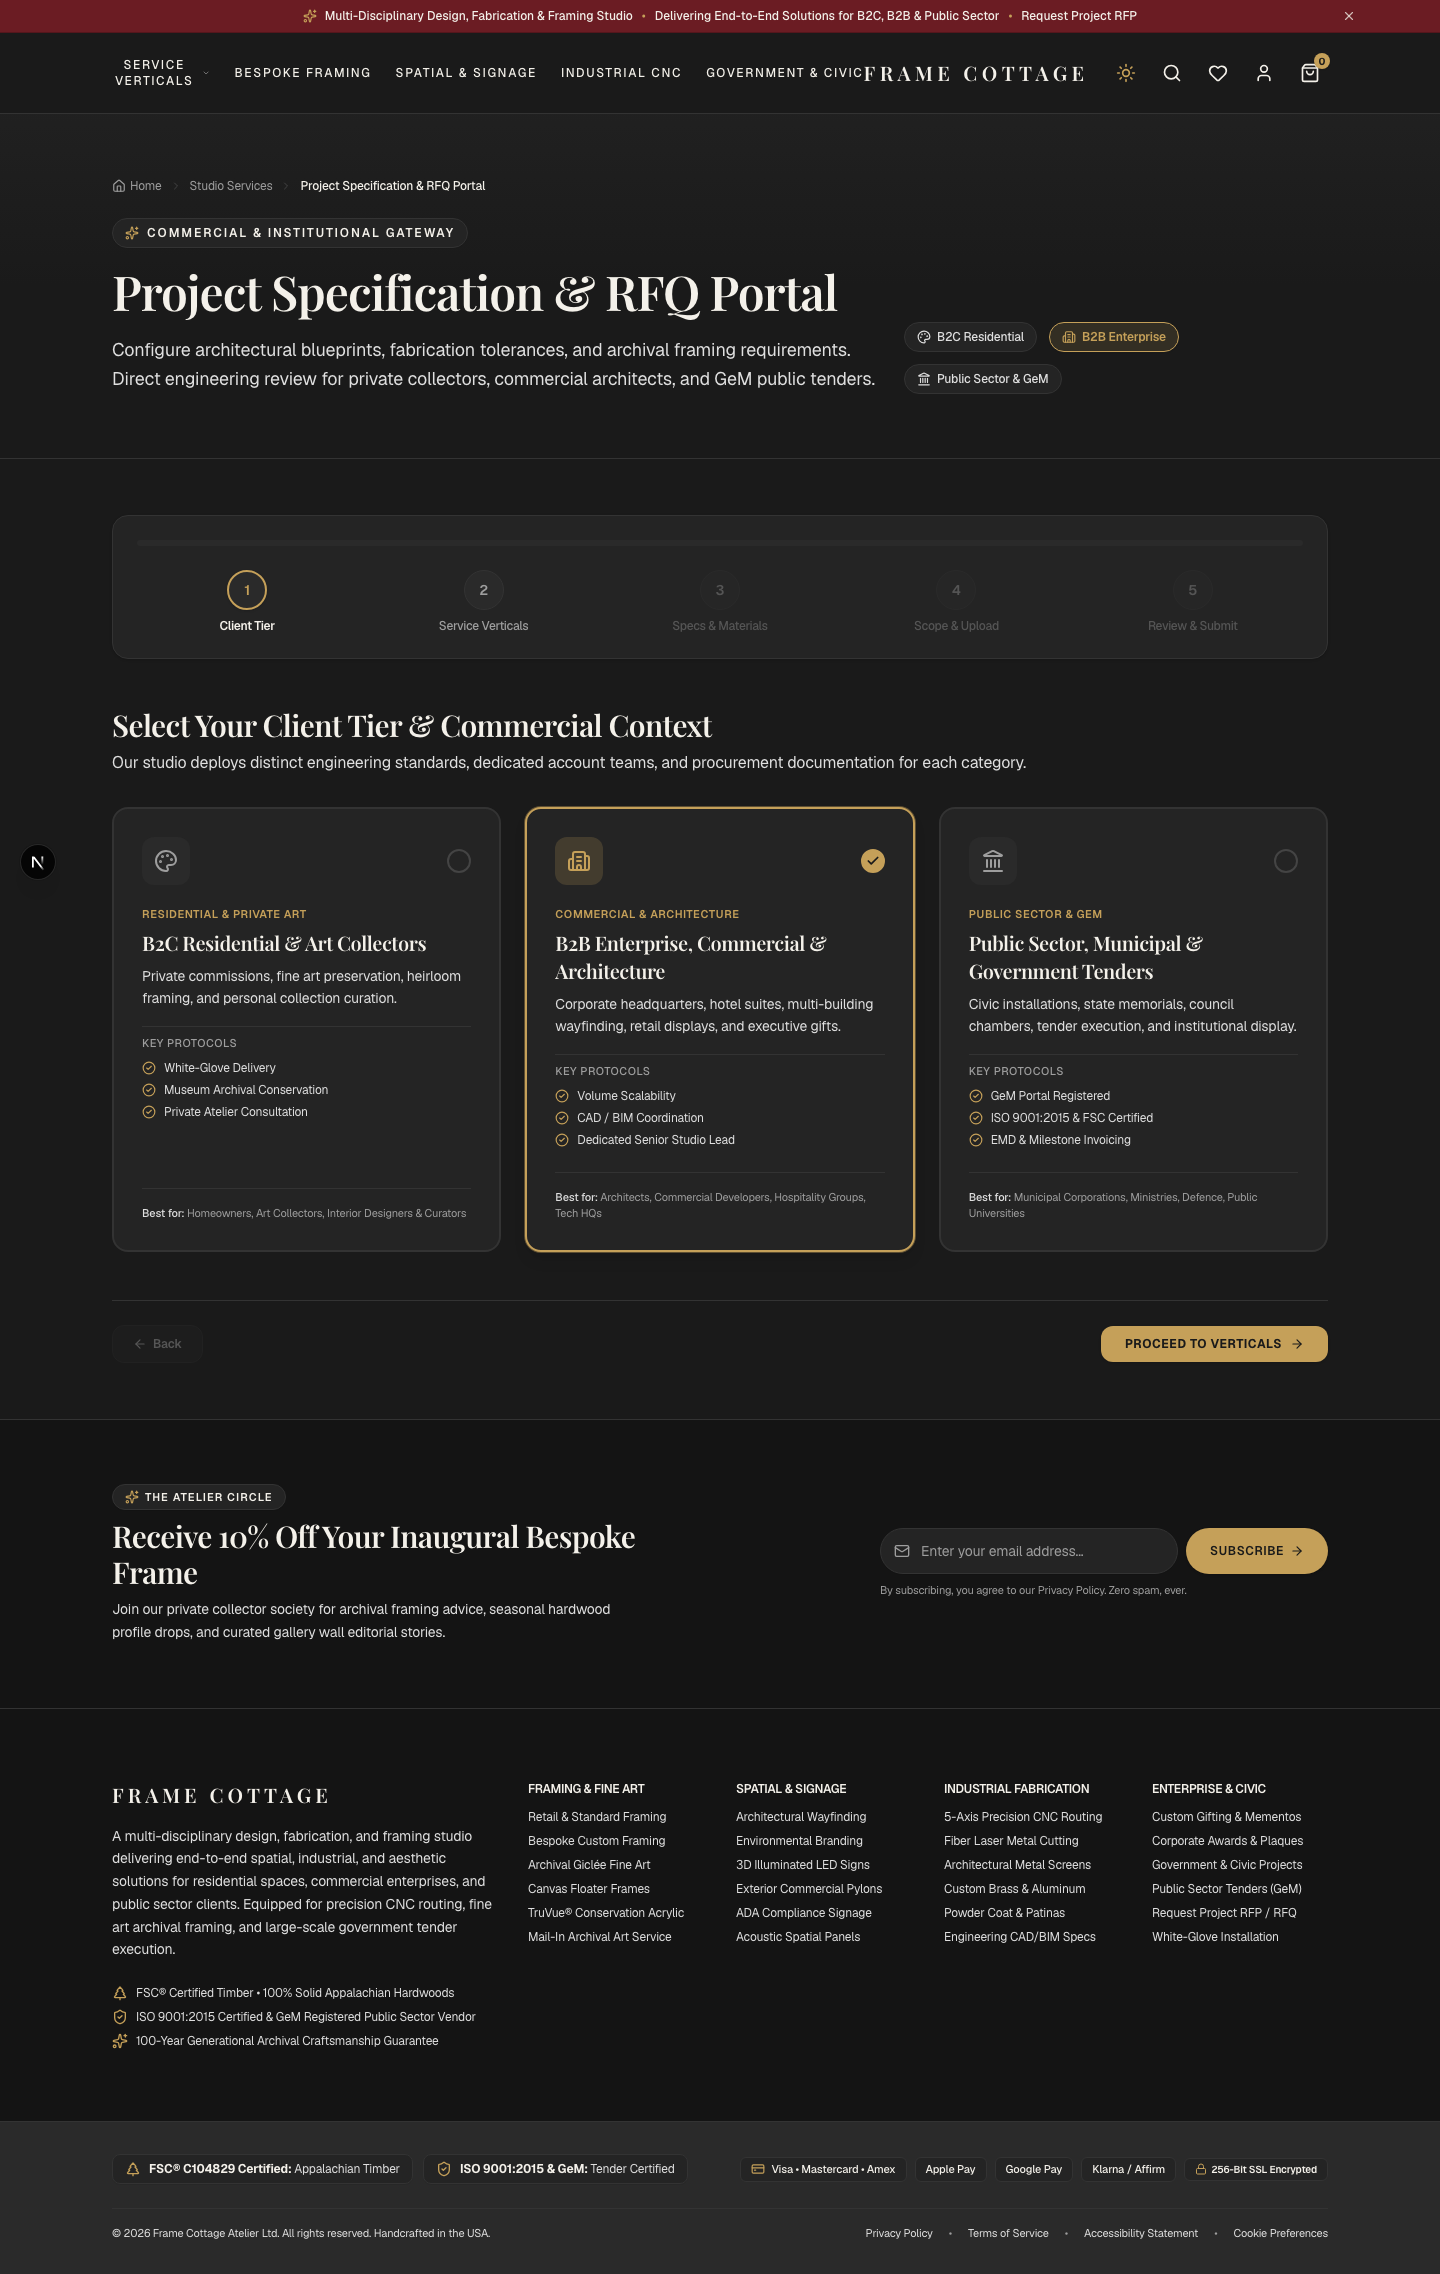 Multi-Disciplinary Design, Fabrication & Framing Studio • Delivering End-to-End Solutions for B2C, B2B & Public Sector • Request Project RFP
SERVICE
VERTICALS
BESPOKE FRAMING
SPATIAL & SIGNAGE
INDUSTRIAL CNC
GOVERNMENT & CIVIC
FRAME COTTAGE
0
Home
Studio Services
Project Specification & RFQ Portal
COMMERCIAL & INSTITUTIONAL GATEWAY
Project Specification & RFQ Portal
Configure architectural blueprints, fabrication tolerances, and archival framing requirements.
Direct engineering review for private collectors, commercial architects, and GeM public tenders.
B2C Residential
B2B Enterprise
Public Sector & GeM
1
Client Tier
2
Service Verticals
3
Specs & Materials
4
Scope & Upload
5
Review & Submit
Select Your Client Tier & Commercial Context
Our studio deploys distinct engineering standards, dedicated account teams, and procurement documentation for each category.
N
RESIDENTIAL & PRIVATE ART
B2C Residential & Art Collectors
Private commissions, fine art preservation, heirloom
framing, and personal collection curation.
KEY PROTOCOLS
White-Glove Delivery
Museum Archival Conservation
Private Atelier Consultation
Best for: Homeowners, Art Collectors, Interior Designers & Curators
COMMERCIAL & ARCHITECTURE
B2B Enterprise, Commercial &
Architecture
Corporate headquarters, hotel suites, multi-building
wayfinding, retail displays, and executive gifts.
KEY PROTOCOLS
Volume Scalability
CAD / BIM Coordination
Dedicated Senior Studio Lead
Best for: Architects, Commercial Developers, Hospitality Groups,
Tech HQs
PUBLIC SECTOR & GEM
Public Sector, Municipal &
Government Tenders
Civic installations, state memorials, council
chambers, tender execution, and institutional display.
KEY PROTOCOLS
GeM Portal Registered
ISO 9001:2015 & FSC Certified
EMD & Milestone Invoicing
Best for: Municipal Corporations, Ministries, Defence, Public
Universities
Back
PROCEED TO VERTICALS
THE ATELIER CIRCLE
Receive 10% Off Your Inaugural Bespoke
Frame
Join our private collector society for archival framing advice, seasonal hardwood
profile drops, and curated gallery wall editorial stories.
Enter your email address...
SUBSCRIBE
By subscribing, you agree to our Privacy Policy. Zero spam, ever.
FRAME COTTAGE
A multi-disciplinary design, fabrication, and framing studio
delivering end-to-end spatial, industrial, and aesthetic
solutions for residential spaces, commercial enterprises, and
public sector clients. Equipped for precision CNC routing, fine
art archival framing, and large-scale government tender
execution.
FSC® Certified Timber • 100% Solid Appalachian Hardwoods
ISO 9001:2015 Certified & GeM Registered Public Sector Vendor
100-Year Generational Archival Craftsmanship Guarantee
FRAMING & FINE ART
Retail & Standard Framing
Bespoke Custom Framing
Archival Giclée Fine Art
Canvas Floater Frames
TruVue® Conservation Acrylic
Mail-In Archival Art Service
SPATIAL & SIGNAGE
Architectural Wayfinding
Environmental Branding
3D Illuminated LED Signs
Exterior Commercial Pylons
ADA Compliance Signage
Acoustic Spatial Panels
INDUSTRIAL FABRICATION
5-Axis Precision CNC Routing
Fiber Laser Metal Cutting
Architectural Metal Screens
Custom Brass & Aluminum
Powder Coat & Patinas
Engineering CAD/BIM Specs
ENTERPRISE & CIVIC
Custom Gifting & Mementos
Corporate Awards & Plaques
Government & Civic Projects
Public Sector Tenders (GeM)
Request Project RFP / RFQ
White-Glove Installation
FSC® C104829 Certified: Appalachian Timber
ISO 9001:2015 & GeM: Tender Certified
Visa • Mastercard • Amex
Apple Pay
Google Pay
Klarna / Affirm
256-Bit SSL Encrypted
© 2026 Frame Cottage Atelier Ltd. All rights reserved. Handcrafted in the USA.
Privacy Policy • Terms of Service • Accessibility Statement • Cookie Preferences